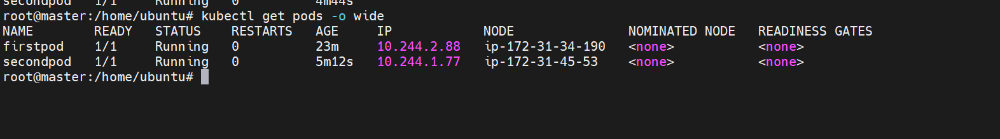 secondpod   1/1     Running   0          4m44s
root@master:/home/ubuntu# kubectl get pods -o wide
NAME        READY   STATUS    RESTARTS   AGE     IP            NODE               NOMINATED NODE   READINESS GATES
firstpod    1/1     Running   0          23m     10.244.2.88   ip-172-31-34-190   <none>           <none>
secondpod   1/1     Running   0          5m12s   10.244.1.77   ip-172-31-45-53    <none>           <none>
root@master:/home/ubuntu#